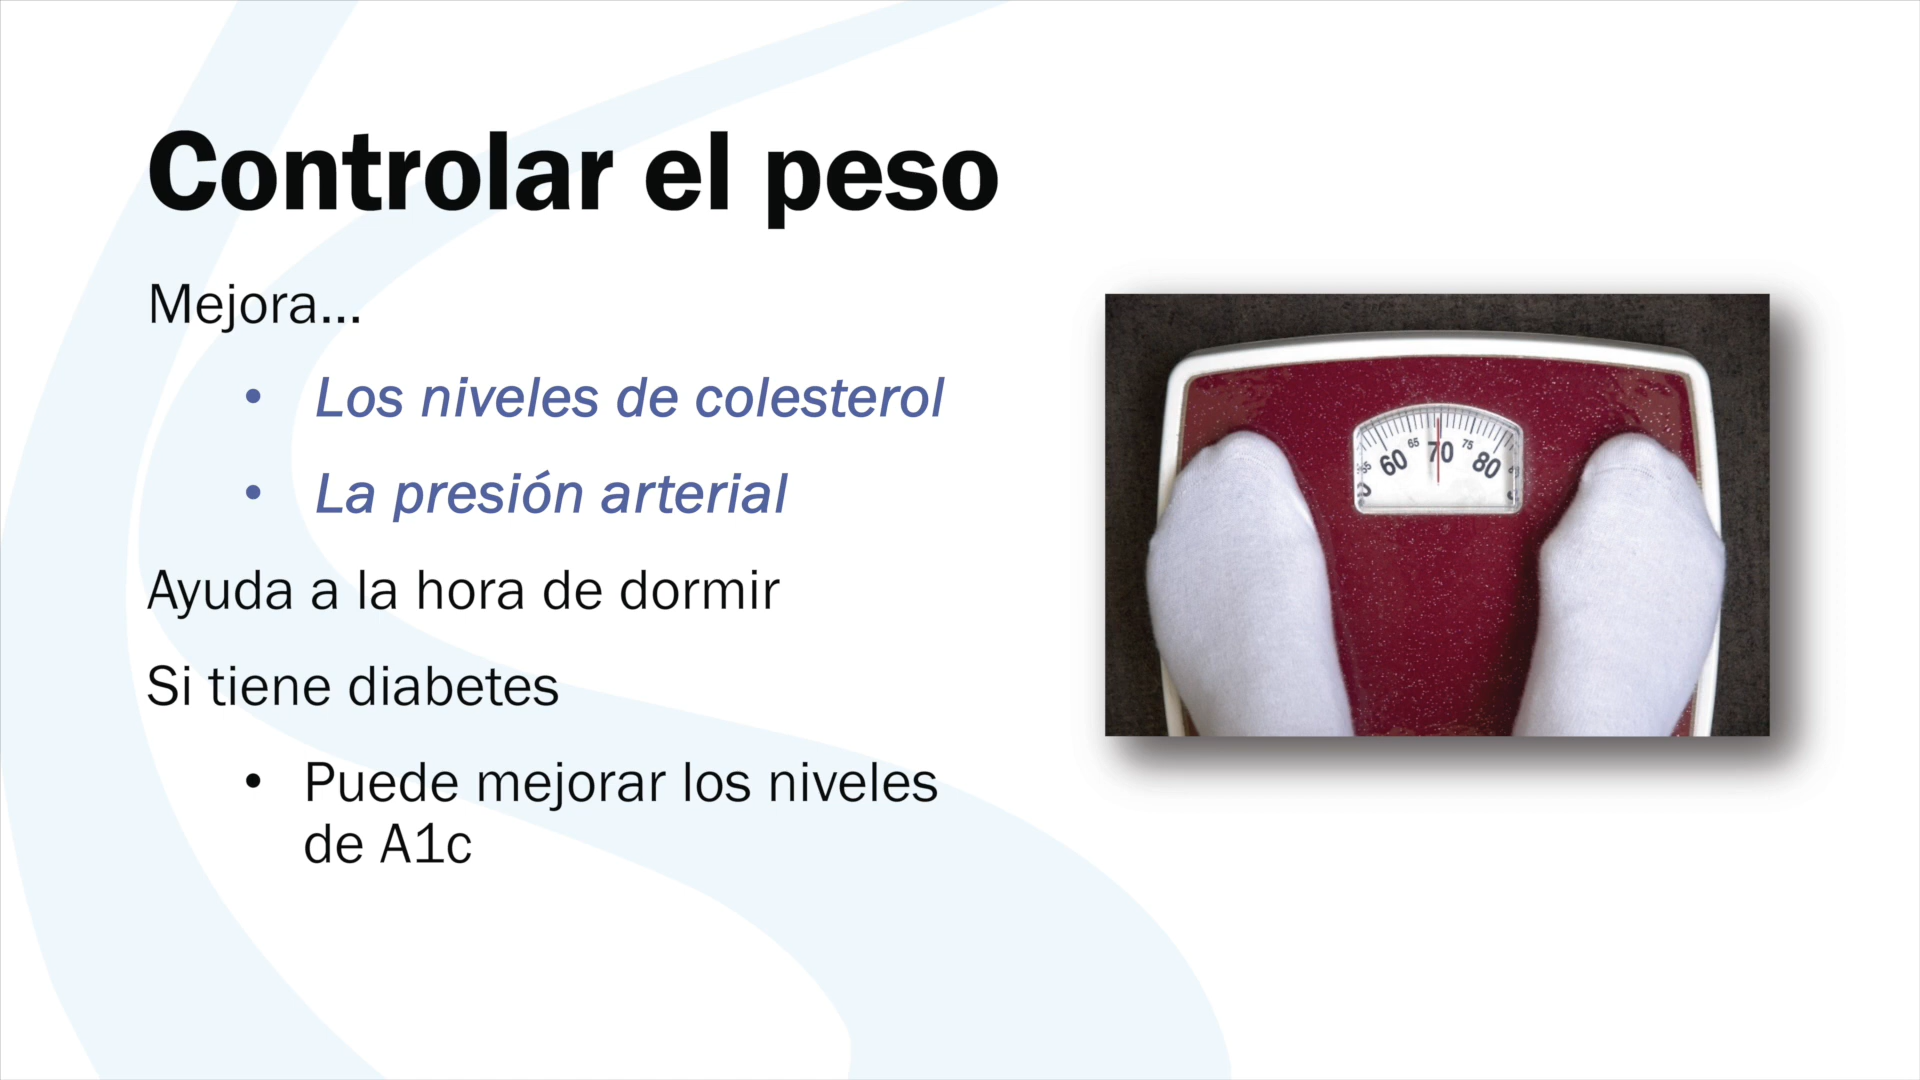 Controlar el peso
Mejora...
• Los niveles de colesterol
• La presión arterial
Ayuda a la hora de dormir
Si tiene diabetes
• Puede mejorar los niveles
de A1c
60 65 70 75 80